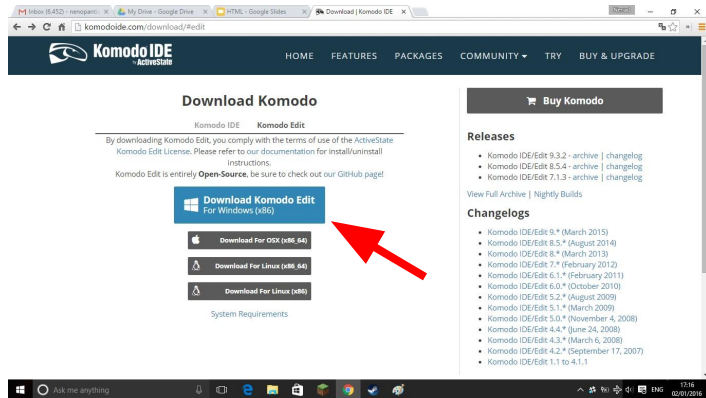 Inbox (6,452) - nenopanti
My Drive - Google Drive
HTML - Google Slides
Download | Komodo IDE
komodoide.com/download/#edit
Komodo IDE
by ActiveState
HOME FEATURES PACKAGES COMMUNITY TRY BUY & UPGRADE
Download Komodo
Komodo IDE Komodo Edit
By downloading Komodo Edit, you comply with the terms of use of the ActiveState
Komodo Edit License. Please refer to our documentation for install/uninstall
instructions.
Komodo Edit is entirely Open-Source, be sure to check out our GitHub page!
Download Komodo Edit
For Windows (x86)
Download For OSX (x86_64)
Download For Linux (x86_64)
Download For Linux (x86)
System Requirements
Buy Komodo
Releases
Komodo IDE/Edit 9.3.2 - archive | changelog
Komodo IDE/Edit 8.5.4 - archive | changelog
Komodo IDE/Edit 7.1.3 - archive | changelog
View Full Archive | Nightly Builds
Changelogs
Komodo IDE/Edit 9.* (March 2015)
Komodo IDE/Edit 8.5.* (August 2014)
Komodo IDE/Edit 8.* (March 2013)
Komodo IDE/Edit 7.* (February 2012)
Komodo IDE/Edit 6.1.* (February 2011)
Komodo IDE/Edit 6.0.* (October 2010)
Komodo IDE/Edit 5.2.* (August 2009)
Komodo IDE/Edit 5.1.* (March 2009)
Komodo IDE/Edit 5.0.* (November 4, 2008)
Komodo IDE/Edit 4.4.* (June 24, 2008)
Komodo IDE/Edit 4.3.* (March 6, 2008)
Komodo IDE/Edit 4.2.* (September 17, 2007)
Komodo IDE/Edit 1.1 to 4.1.1
Ask me anything
ENG
17:16
02/01/2016